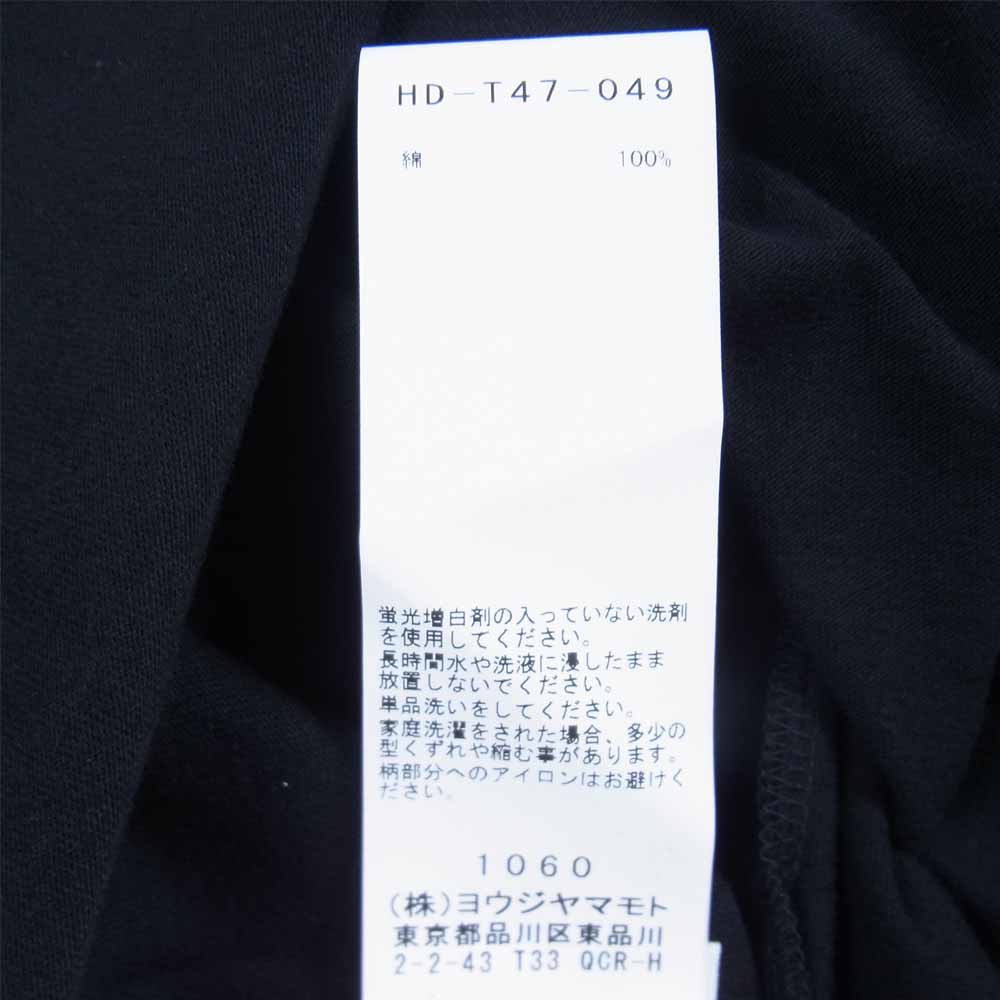 HD-T47-049
綿 100%
蛍光増白剤の入っていない洗剤
を使用してください。
長時間水や洗液に浸したまま
放置しないでください。
単品洗いをしてください。
家庭洗濯をされた場合、多少の
型くずれや縮む事があります。
柄部分へのアイロンはお避けく
ださい。
1060
(株)ヨウジヤマモト
東京都品川区東品川
2-2-43 T33 QCR-H